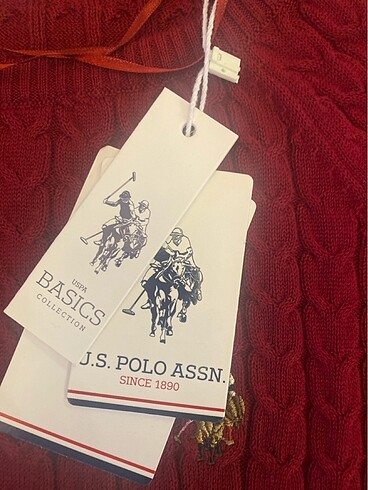 USPA
BASICS
COLLECTION
U.S. POLO ASSN.
SINCE 1890